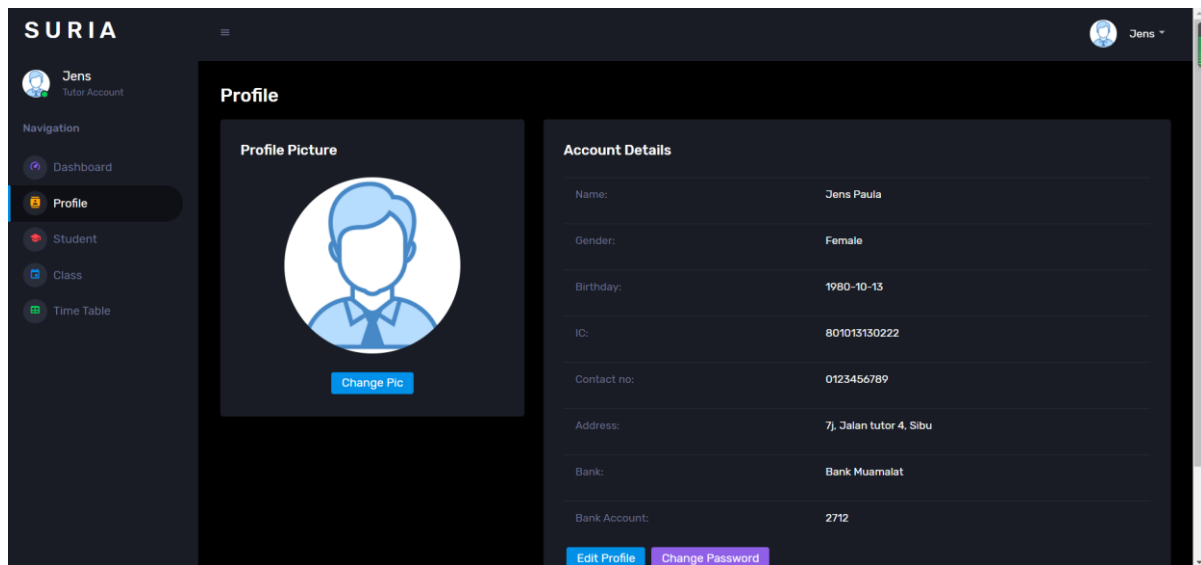 SURIA
Jens
Jens
Tutor Account
Navigation
Dashboard
Profile
Student
Class
Time Table
Profile
Profile Picture
Change Pic
Account Details
Name: Jens Paula
Gender: Female
Birthday: 1980-10-13
IC: 801013130222
Contact no: 0123456789
Address: 7j, Jalan tutor 4, Sibu
Bank: Bank Muamalat
Bank Account: 2712
Edit Profile Change Password